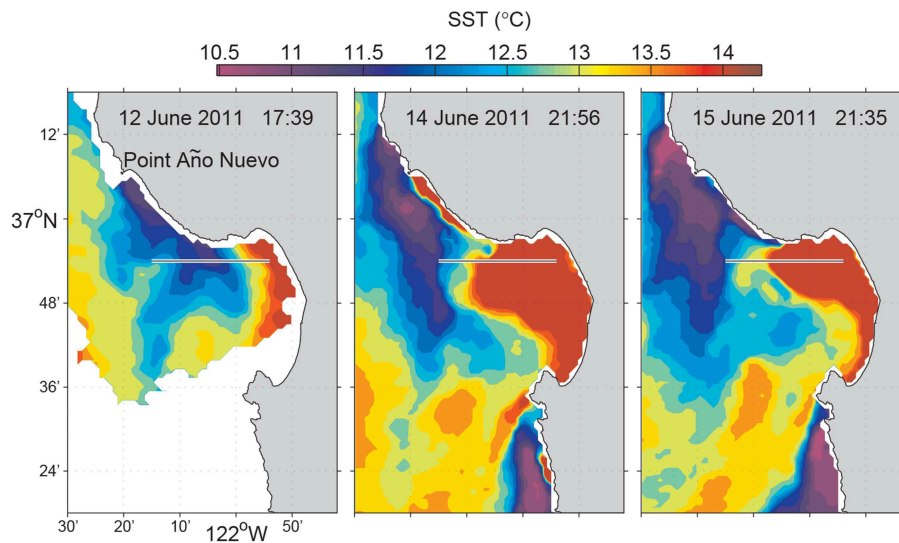 SST (°C)
10.5 11 11.5 12 12.5 13 13.5 14
12 June 2011 17:39
14 June 2011 21:56
15 June 2011 21:35
12'
Point Año Nuevo
37°N
48'
36'
24'
30' 20' 10' 122°W 50'